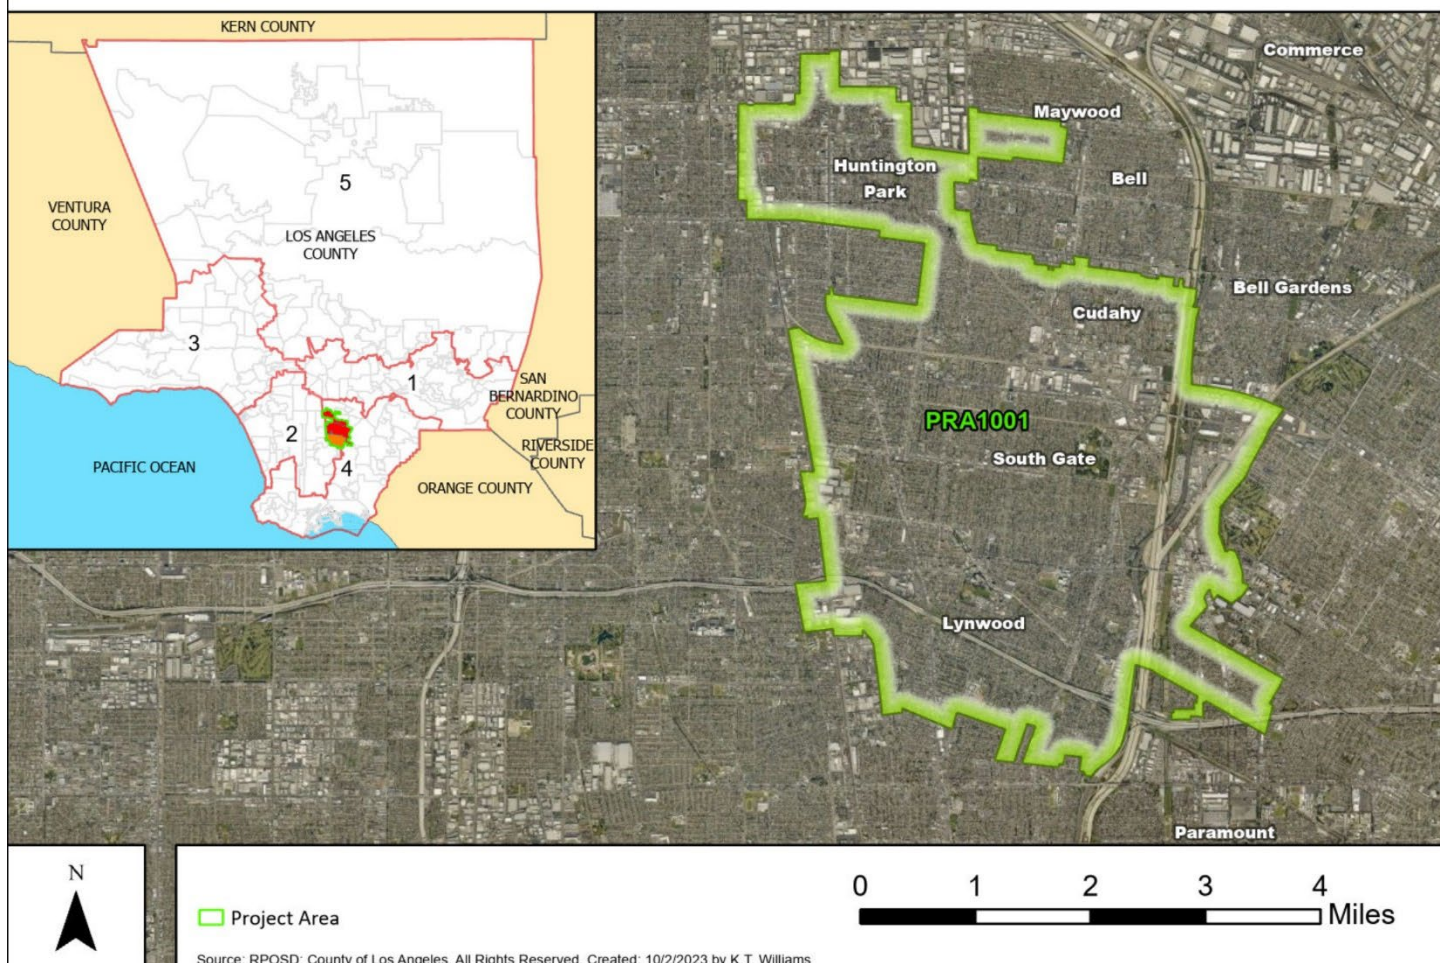 KERN COUNTY
5
VENTURA
COUNTY
LOS ANGELES
COUNTY
3
1
SAN
BERNARDINO
COUNTY
2
RIVERSIDE
COUNTY
4
PACIFIC OCEAN
ORANGE COUNTY
Commerce
Maywood
Huntington
Park
Bell
Bell Gardens
Cudahy
PRA1001
South Gate
Lynwood
Paramount
N
Project Area
0 1 2 3 4
Miles
Source: RPOSD; County of Los Angeles, All Rights Reserved, Created: 10/2/2023 by K.T. Williams